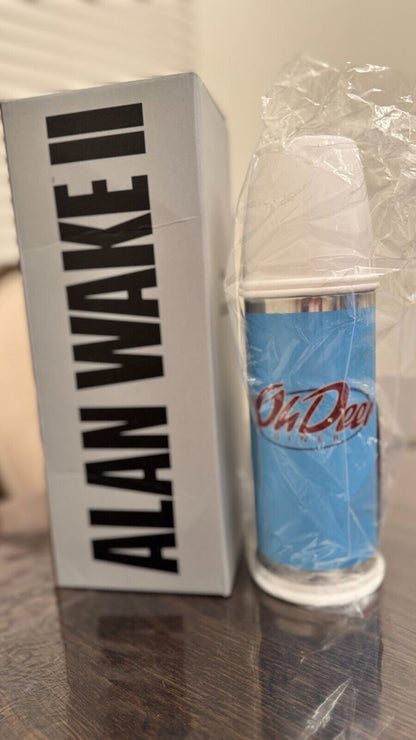 ALAN WAKE II
Oh Deer
DINER